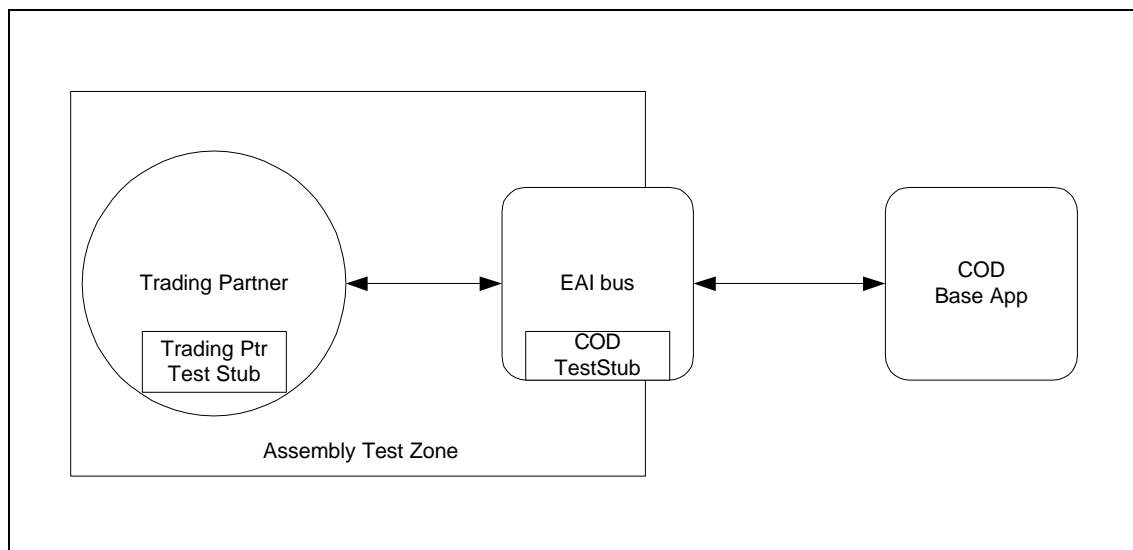 Trading Partner
Trading Ptr
Test Stub
EAI bus
COD
TestStub
COD
Base App
Assembly Test Zone